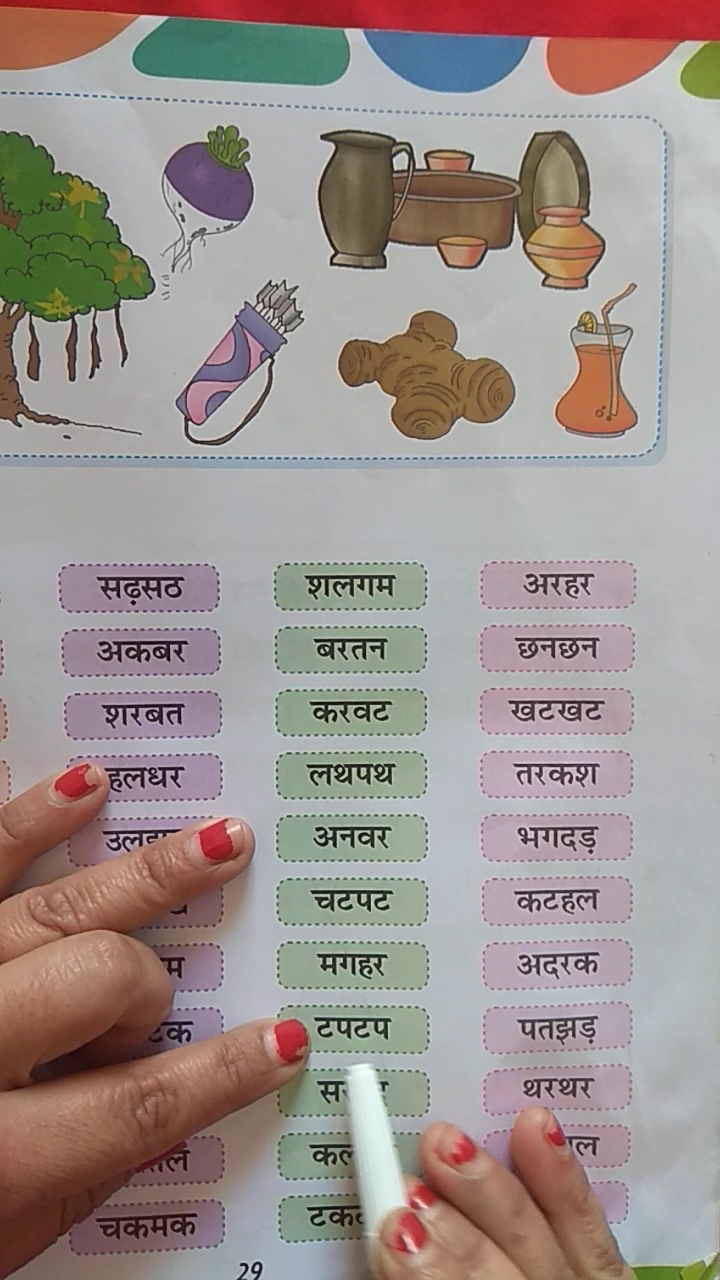 सढ़सठ शलगम अरहर
अकबर बरतन छनछन
शरबत करवट खटखट
हलधर लथपथ तरकश
अनवर भगदड़
चटपट कटहल
मगहर अदरक
टपटप पतझड़
थरथर
चकमक
29